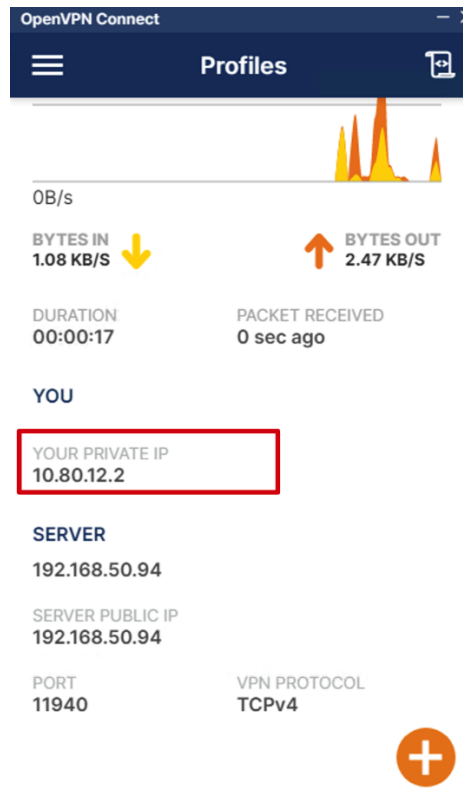 OpenVPN Connect
Profiles
0B/s
BYTES IN
1.08 KB/S
BYTES OUT
2.47 KB/S
DURATION
00:00:17
PACKET RECEIVED
0 sec ago
YOU
YOUR PRIVATE IP
10.80.12.2
SERVER
192.168.50.94
SERVER PUBLIC IP
192.168.50.94
PORT
11940
VPN PROTOCOL
TCPv4